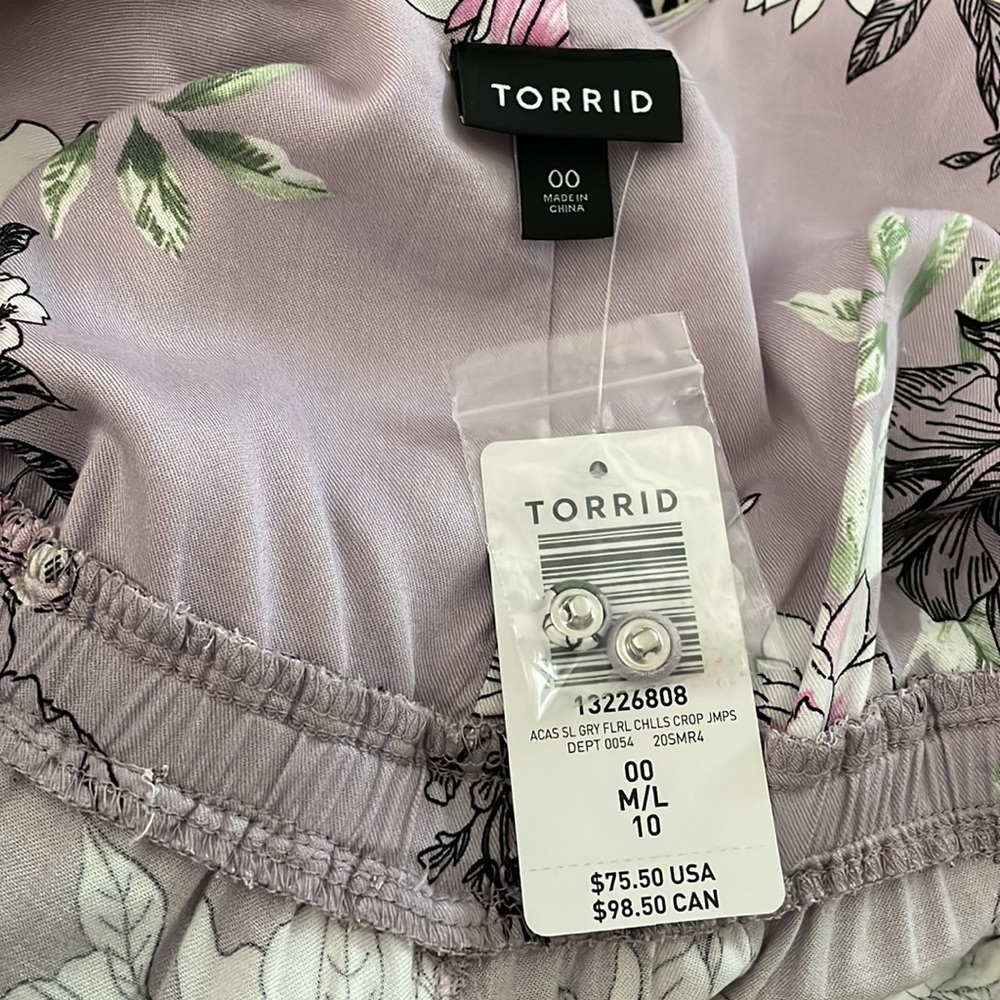 TORRID
00
MADE IN
CHINA
TORRID
13226808
ACAS SL GRY FLRL CHLLS CROP JMPS
DEPT 0054 20SMR4
00
M/L
10
$75.50 USA
$98.50 CAN